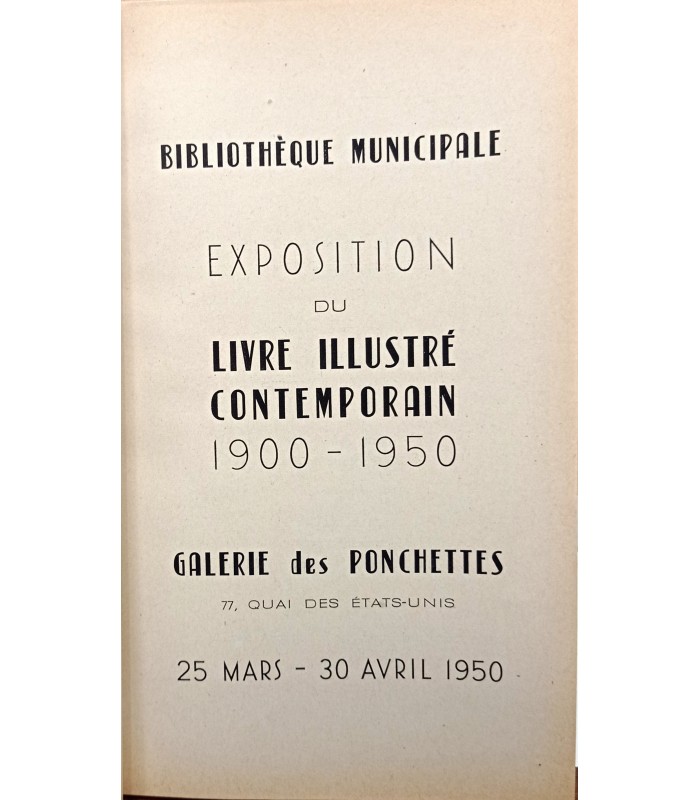 BIBLIOTHÈQUE MUNICIPALE
EXPOSITION
DU
LIVRE ILLUSTRÉ
CONTEMPORAIN
1900 - 1950
GALERIE des PONCHETTES
77, QUAI DES ÉTATS-UNIS
25 MARS - 30 AVRIL 1950